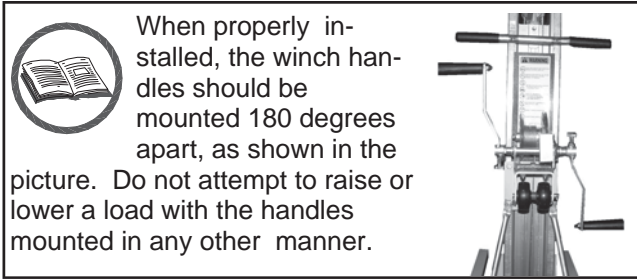 When properly in-
stalled, the winch han-
dles should be
mounted 180 degrees
apart, as shown in the
picture. Do not attempt to raise or
lower a load with the handles
mounted in any other manner.